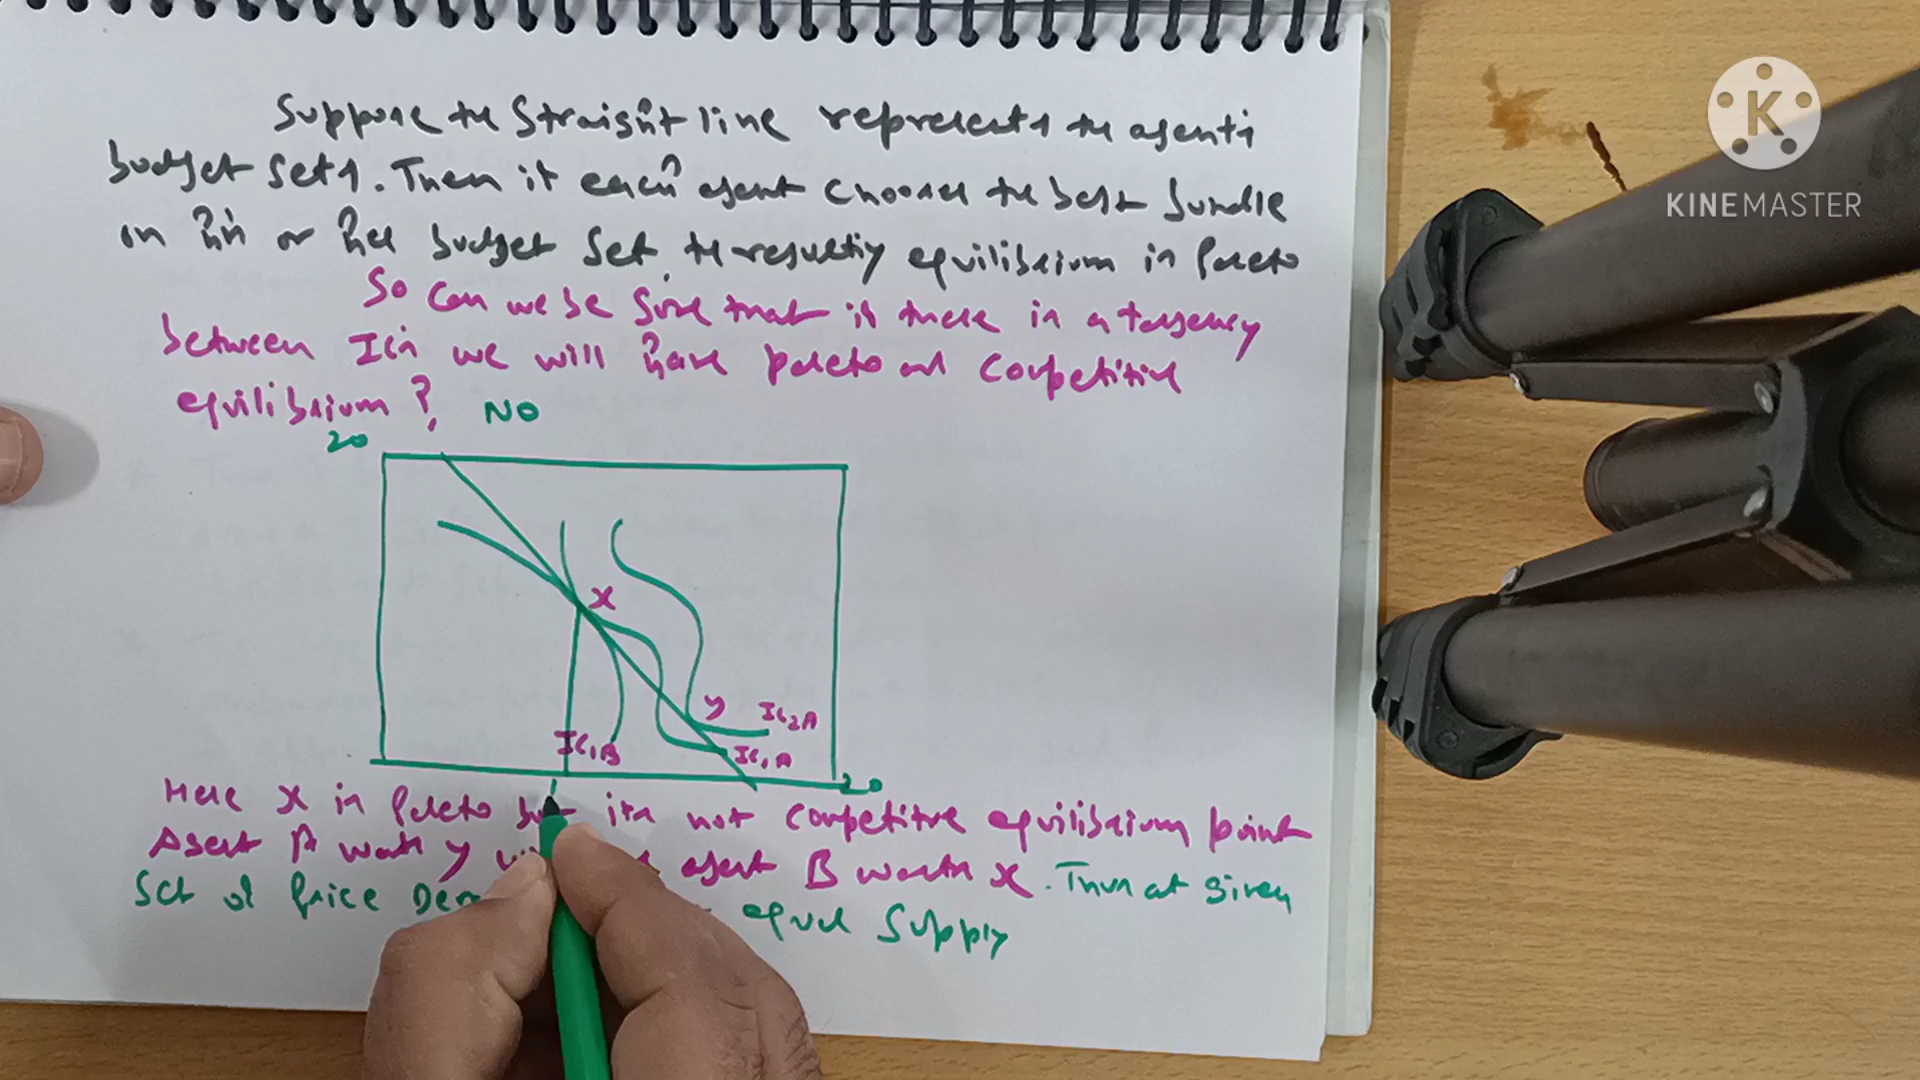 Suppose the straight line represents the agents
budget sets. Then if each agent chooses the best bundle
on his or her budget set, the resulting equilibrium is Pareto
So can we be sure that if there is a tangency
between ICs we will have pareto and competitive
equilibrium? NO
20
x
y IC2A
IC1B IC1A
20
Here x is Pareto but its not competitive equilibrium point
Agent A wants y agent B wants x. Thus at given
Set of Price equal Supply
K
KINEMASTER